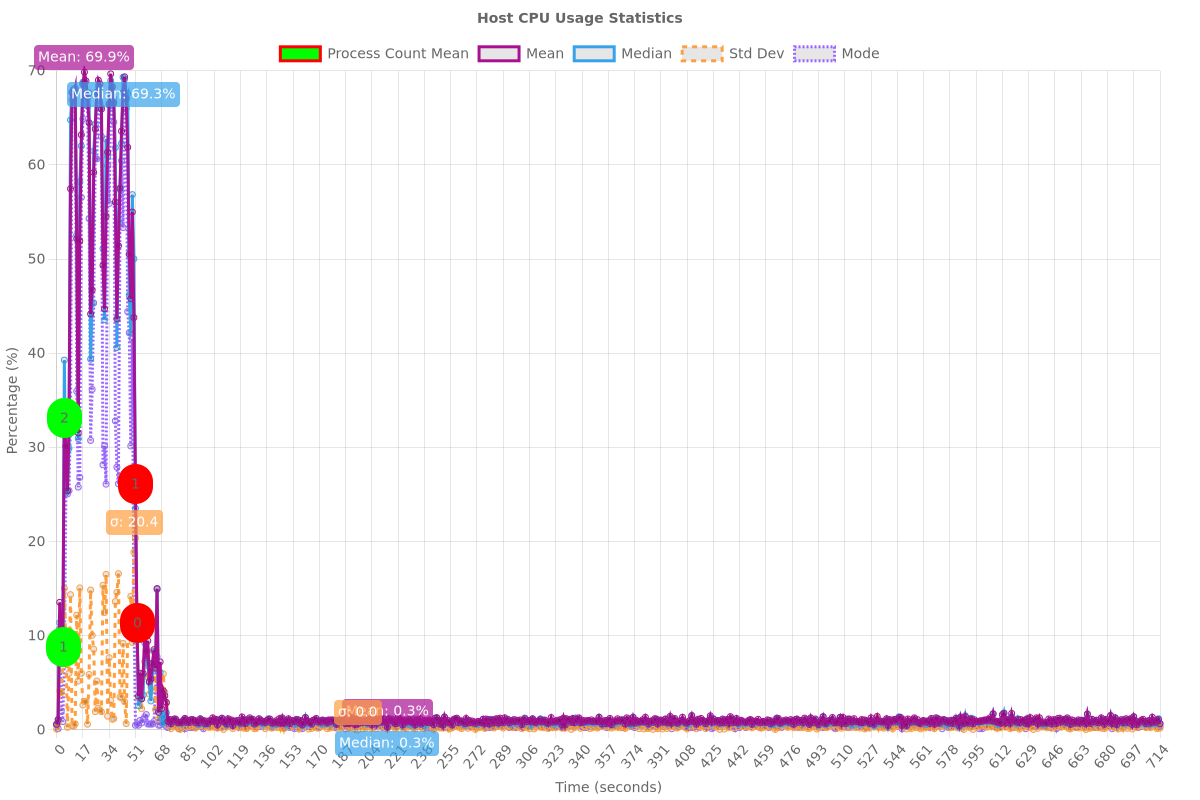 Host CPU Usage Statistics
Process Count Mean Mean Median Std Dev Mode
Mean: 69.9%
70
Median: 69.3%
60
50
40
2
30
1
σ: 20.4
20
0
10
1
Percentage (%)
σ: 0.0
: 0.3%
0
Median: 0.3%
0 17 34 51 68 85 102 119 136 153 170 204 255 272 289 306 323 340 357 374 391 408 425 442 459 476 493 510 527 544 561 578 595 612 629 646 663 680 697 714
Time (seconds)